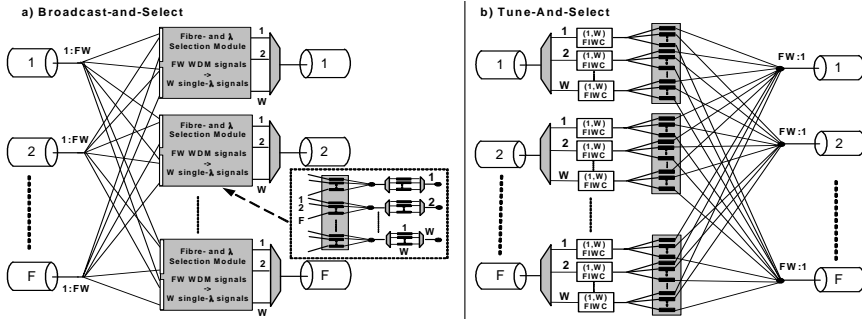 a) Broadcast-and-Select
1
1:FW
Fibre- and λ
Selection Module
FW WDM signals
->
W single-λ signals
1
2
W
1
2
1:FW
Fibre- and λ
Selection Module
FW WDM signals
->
W single-λ signals
1
2
W
2
1
2
F
1
2
1
W
W
F
1:FW
Fibre- and λ
Selection Module
FW WDM signals
->
W single-λ signals
1
2
W
F
b) Tune-And-Select
1
1
2
W
(1,W)
FIWC
(1,W)
FIWC
(1,W)
FIWC
FW:1
1
2
1
2
W
(1,W)
FIWC
(1,W)
FIWC
(1,W)
FIWC
FW:1
2
F
1
2
W
(1,W)
FIWC
(1,W)
FIWC
(1,W)
FIWC
FW:1
F